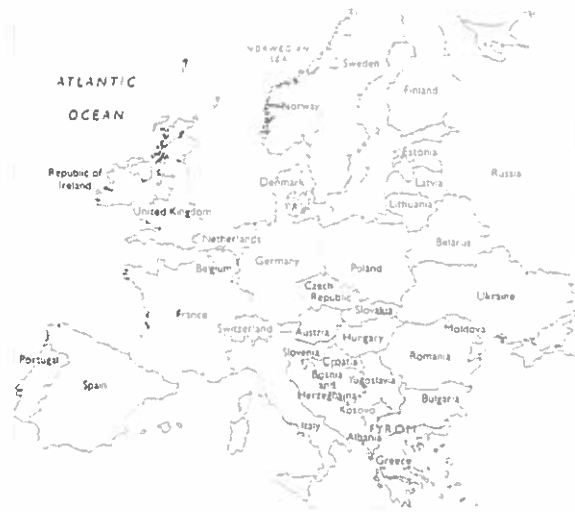 NORWEGIAN
SEA
Sweden
ATLANTIC
OCEAN
Finland
Norway
Estonia
Republic of
Ireland
Russia
Denmark
Latvia
Lithuania
United Kingdom
Netherlands
Belarus
Belgium
Germany
Poland
Czech
Republic
Ukraine
Slovakia
France
Switzerland
Austria
Hungary
Moldova
Portugal
Slovenia
Croatia
Romania
Spain
Bosnia
and
Herzegovina
Yugoslavia
Kosovo
Bulgaria
Italy
FYROM
Albania
Greece